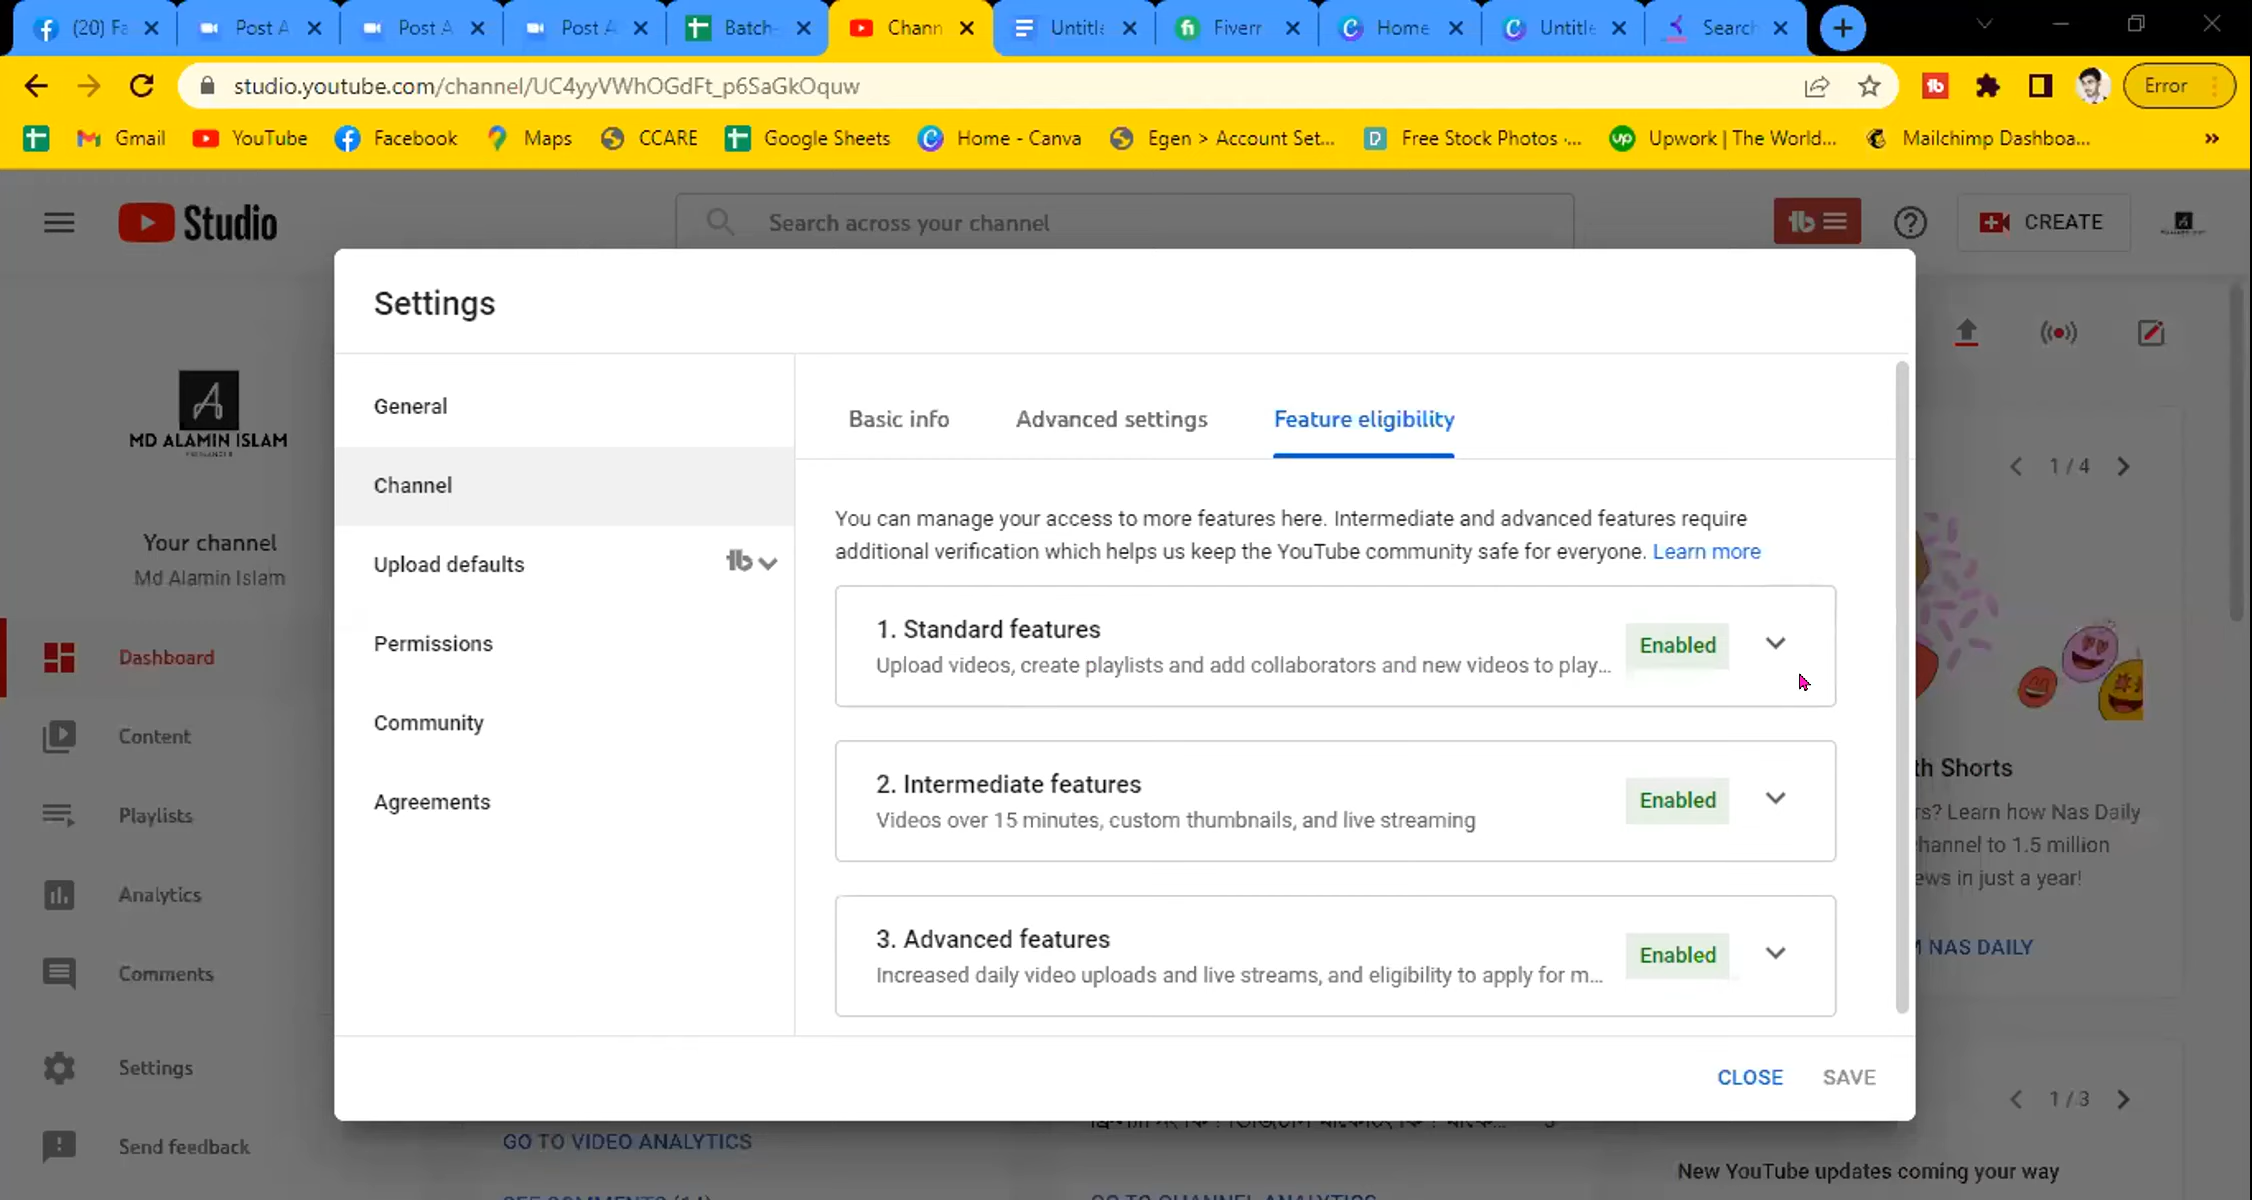 (20) Fa
Post A
Post A
Post A
Batch-
Chann
Untitle
Fiverr
Home
Untitle
Search
studio.youtube.com/channel/UC4yyVWhOGdFt_p6SaGkOquw
Error
Gmail
YouTube
Facebook
Maps
CCARE
Google Sheets
Home - Canva
Egen > Account Set...
Free Stock Photos ·...
Upwork | The World...
Mailchimp Dashboa...
Studio
Search across your channel
CREATE
Settings
MD ALAMIN ISLAM
FREELANCER
Your channel
Md Alamin Islam
Dashboard
Content
Playlists
Analytics
Comments
Settings
Send feedback
General
Channel
Upload defaults
Permissions
Community
Agreements
Basic info
Advanced settings
Feature eligibility
You can manage your access to more features here. Intermediate and advanced features require
additional verification which helps us keep the YouTube community safe for everyone. Learn more
1. Standard features
Upload videos, create playlists and add collaborators and new videos to play...
Enabled
2. Intermediate features
Videos over 15 minutes, custom thumbnails, and live streaming
Enabled
3. Advanced features
Increased daily video uploads and live streams, and eligibility to apply for m...
Enabled
CLOSE
SAVE
1 / 4
th Shorts
rs? Learn how Nas Daily
hannel to 1.5 million
ews in just a year!
M NAS DAILY
1 / 3
GO TO VIDEO ANALYTICS
New YouTube updates coming your way
SEE COMMENTS (14)
GO TO CHANNEL ANALYTICS